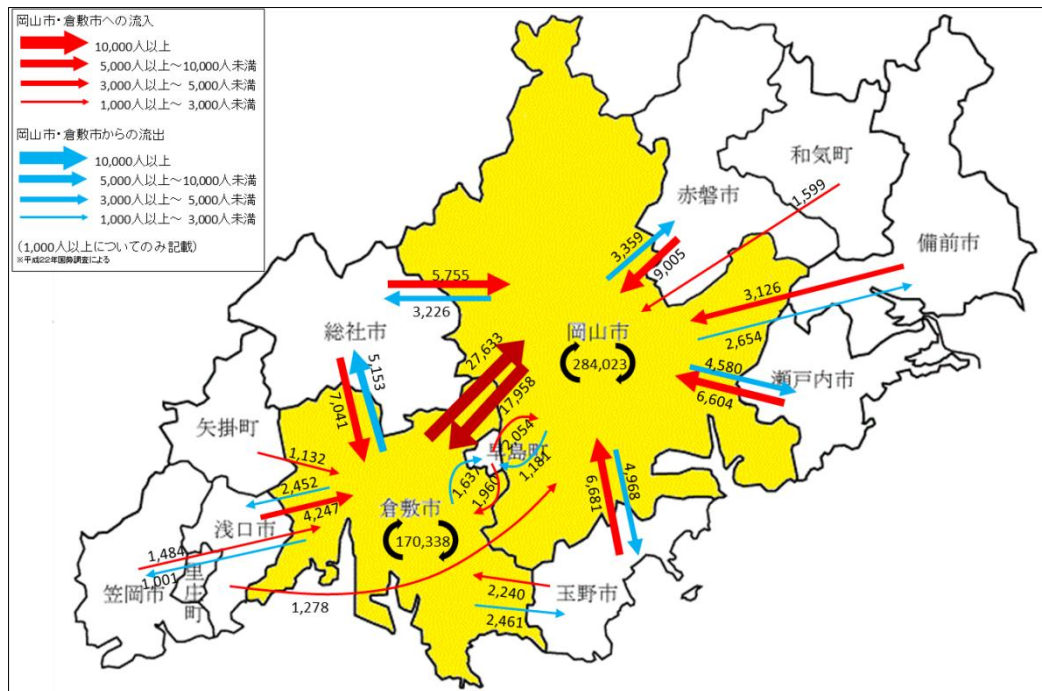 岡山市・倉敷市への流入
10,000人以上
5,000人以上～10,000人未満
3,000人以上～ 5,000人未満
1,000人以上～ 3,000人未満
岡山市・倉敷市からの流出
10,000人以上
5,000人以上～10,000人未満
3,000人以上～ 5,000人未満
1,000人以上～ 3,000人未満
（1,000人以上についてのみ記載）
※平成22年国勢調査による
和気町
赤磐市
1,599
備前市
3,359
9,005
5,755
3,226
3,126
2,654
総社市
岡山市
284,023
27,633
17,958
4,580
瀬戸内市
6,604
5,153
7,041
矢掛町
1,132
2,054
早島町
1,181
1,637
1,960
4,968
6,681
2,452
4,247
倉敷市
170,338
浅口市
1,484
1,001
里庄町
笠岡市
1,278
2,240
玉野市
2,461